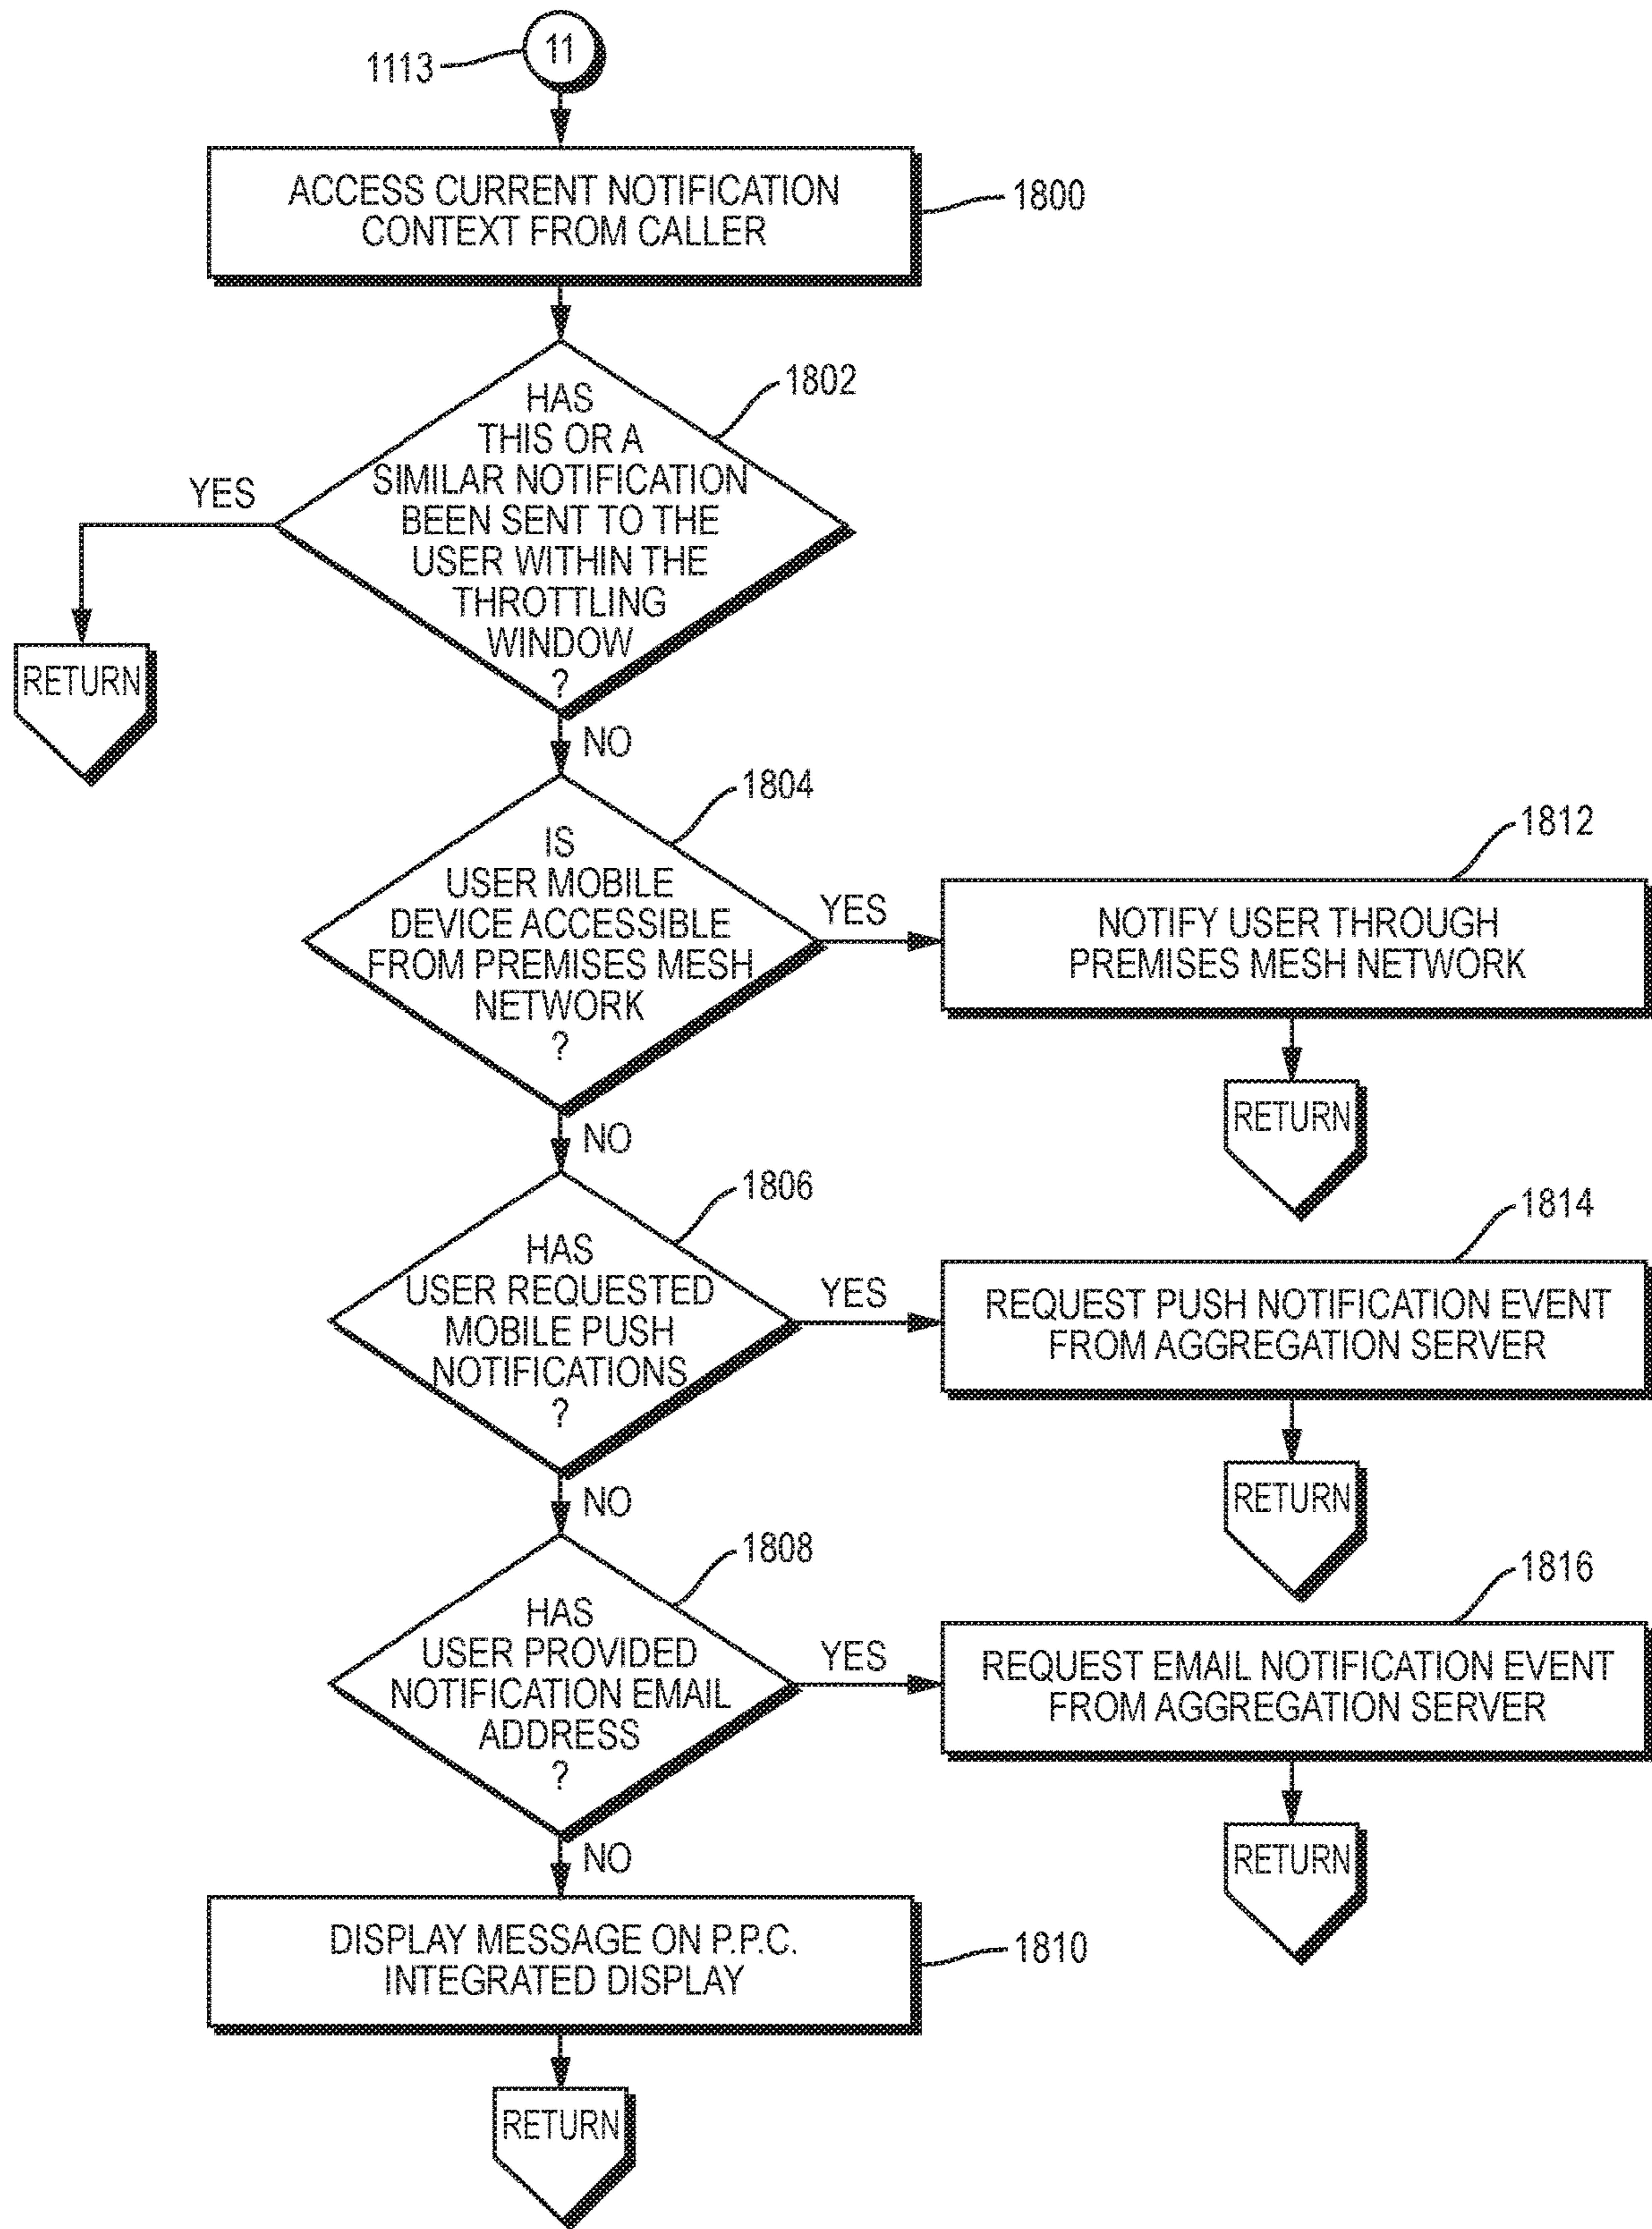 11
1113
ACCESS CURRENT NOTIFICATION
CONTEXT FROM CALLER
1800
HAS
THIS OR A
SIMILAR NOTIFICATION
BEEN SENT TO THE
USER WITHIN THE
THROTTLING
WINDOW
?
1802
YES
RETURN
NO
IS
USER MOBILE
DEVICE ACCESSIBLE
FROM PREMISES MESH
NETWORK
?
1804
YES
1812
NOTIFY USER THROUGH
PREMISES MESH NETWORK
RETURN
NO
HAS
USER REQUESTED
MOBILE PUSH
NOTIFICATIONS
?
1806
YES
1814
REQUEST PUSH NOTIFICATION EVENT
FROM AGGREGATION SERVER
RETURN
NO
HAS
USER PROVIDED
NOTIFICATION EMAIL
ADDRESS
?
1808
YES
1816
REQUEST EMAIL NOTIFICATION EVENT
FROM AGGREGATION SERVER
RETURN
NO
DISPLAY MESSAGE ON P.P.C.
INTEGRATED DISPLAY
1810
RETURN